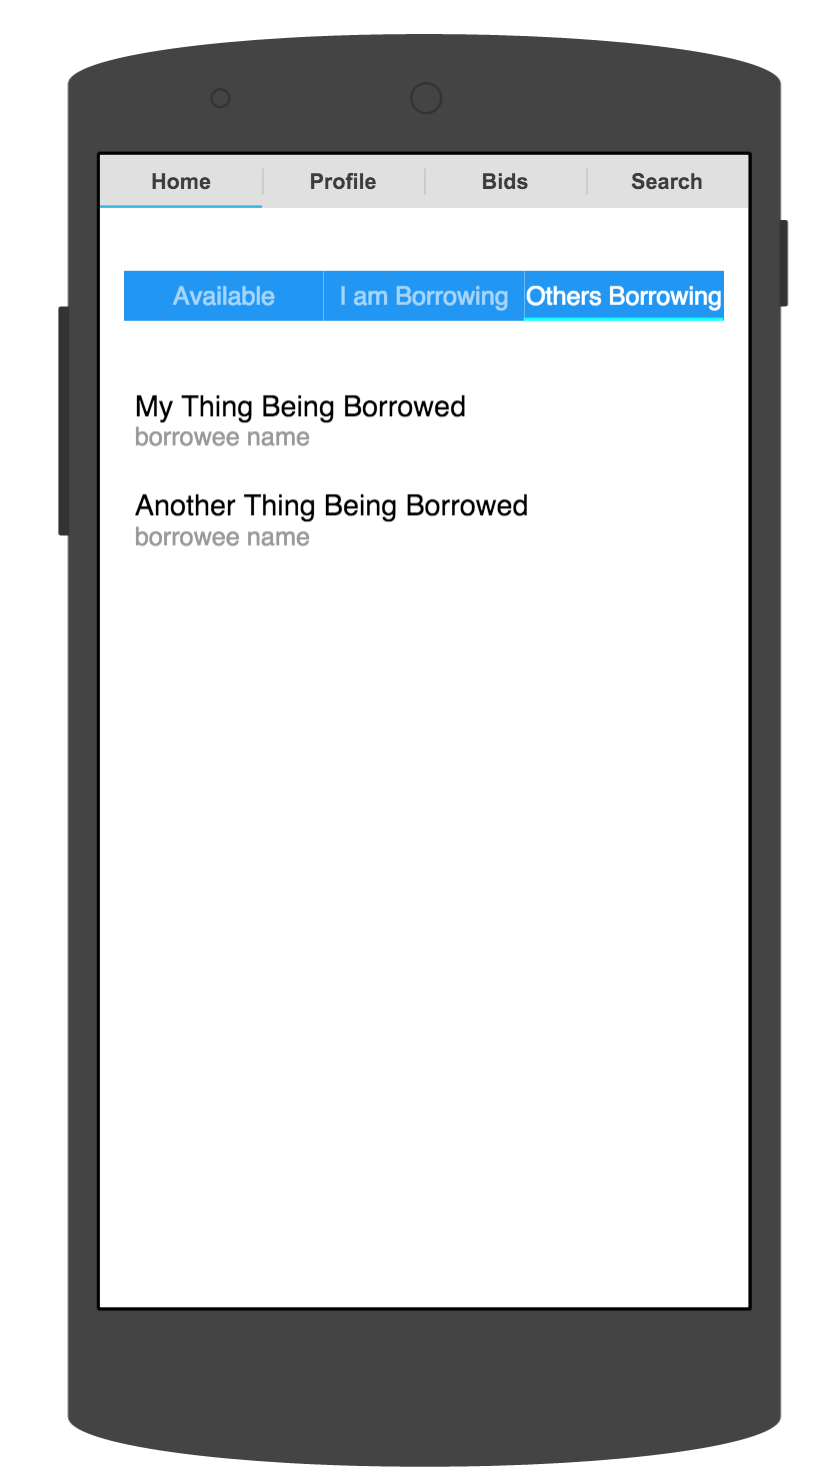 Home Profile Bids Search
Available I am Borrowing Others Borrowing
My Thing Being Borrowed
borrowee name
Another Thing Being Borrowed
borrowee name